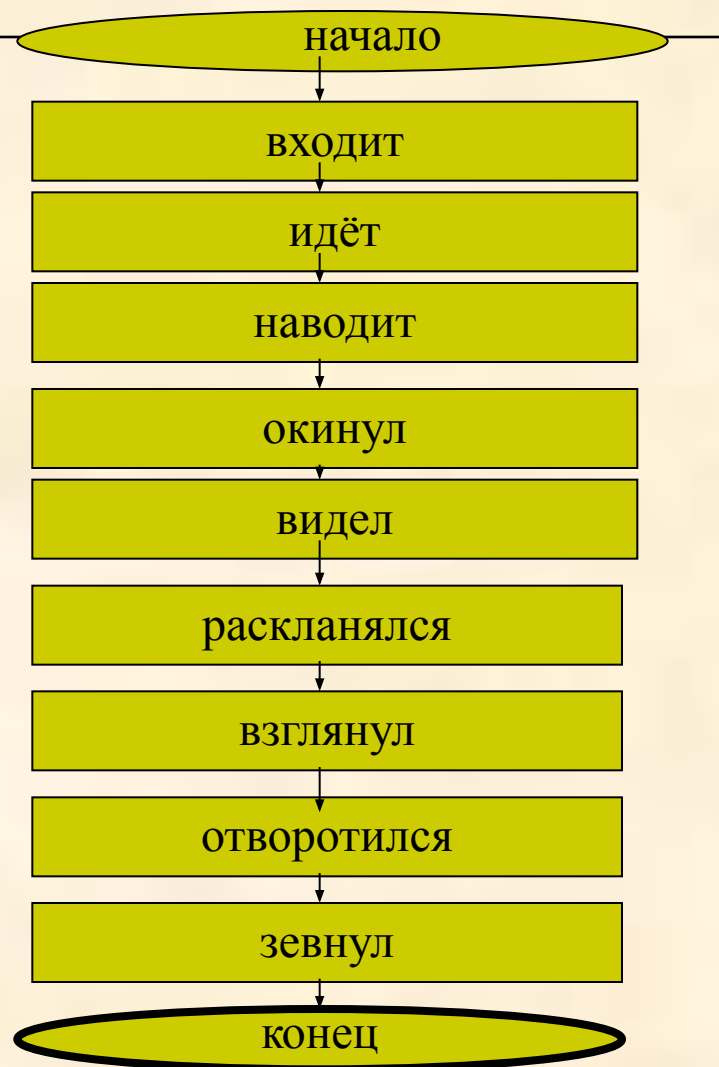 начало
входит
идёт
наводит
окинул
видел
раскланялся
взглянул
отворотился
зевнул
конец